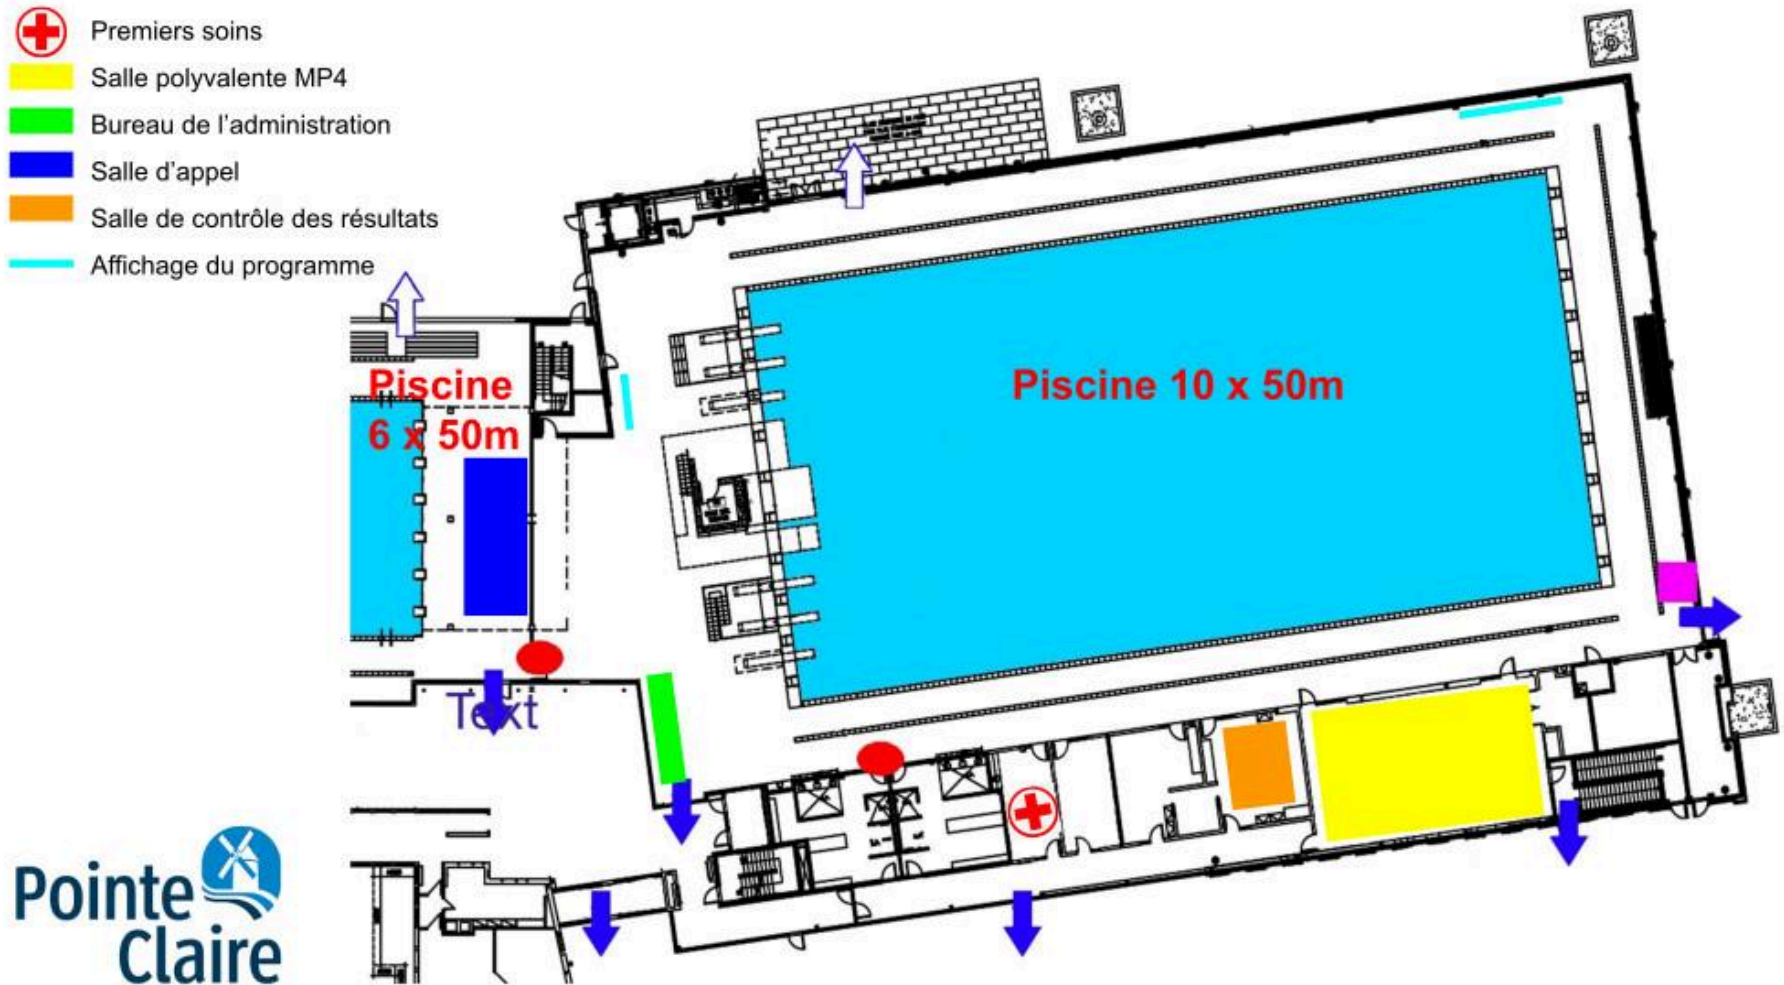 Premiers soins
Salle polyvalente MP4
Bureau de l'administration
Salle d'appel
Salle de contrôle des résultats
Affichage du programme
Piscine
6 x 50m
Piscine 10 x 50m
Text
Pointe
Claire